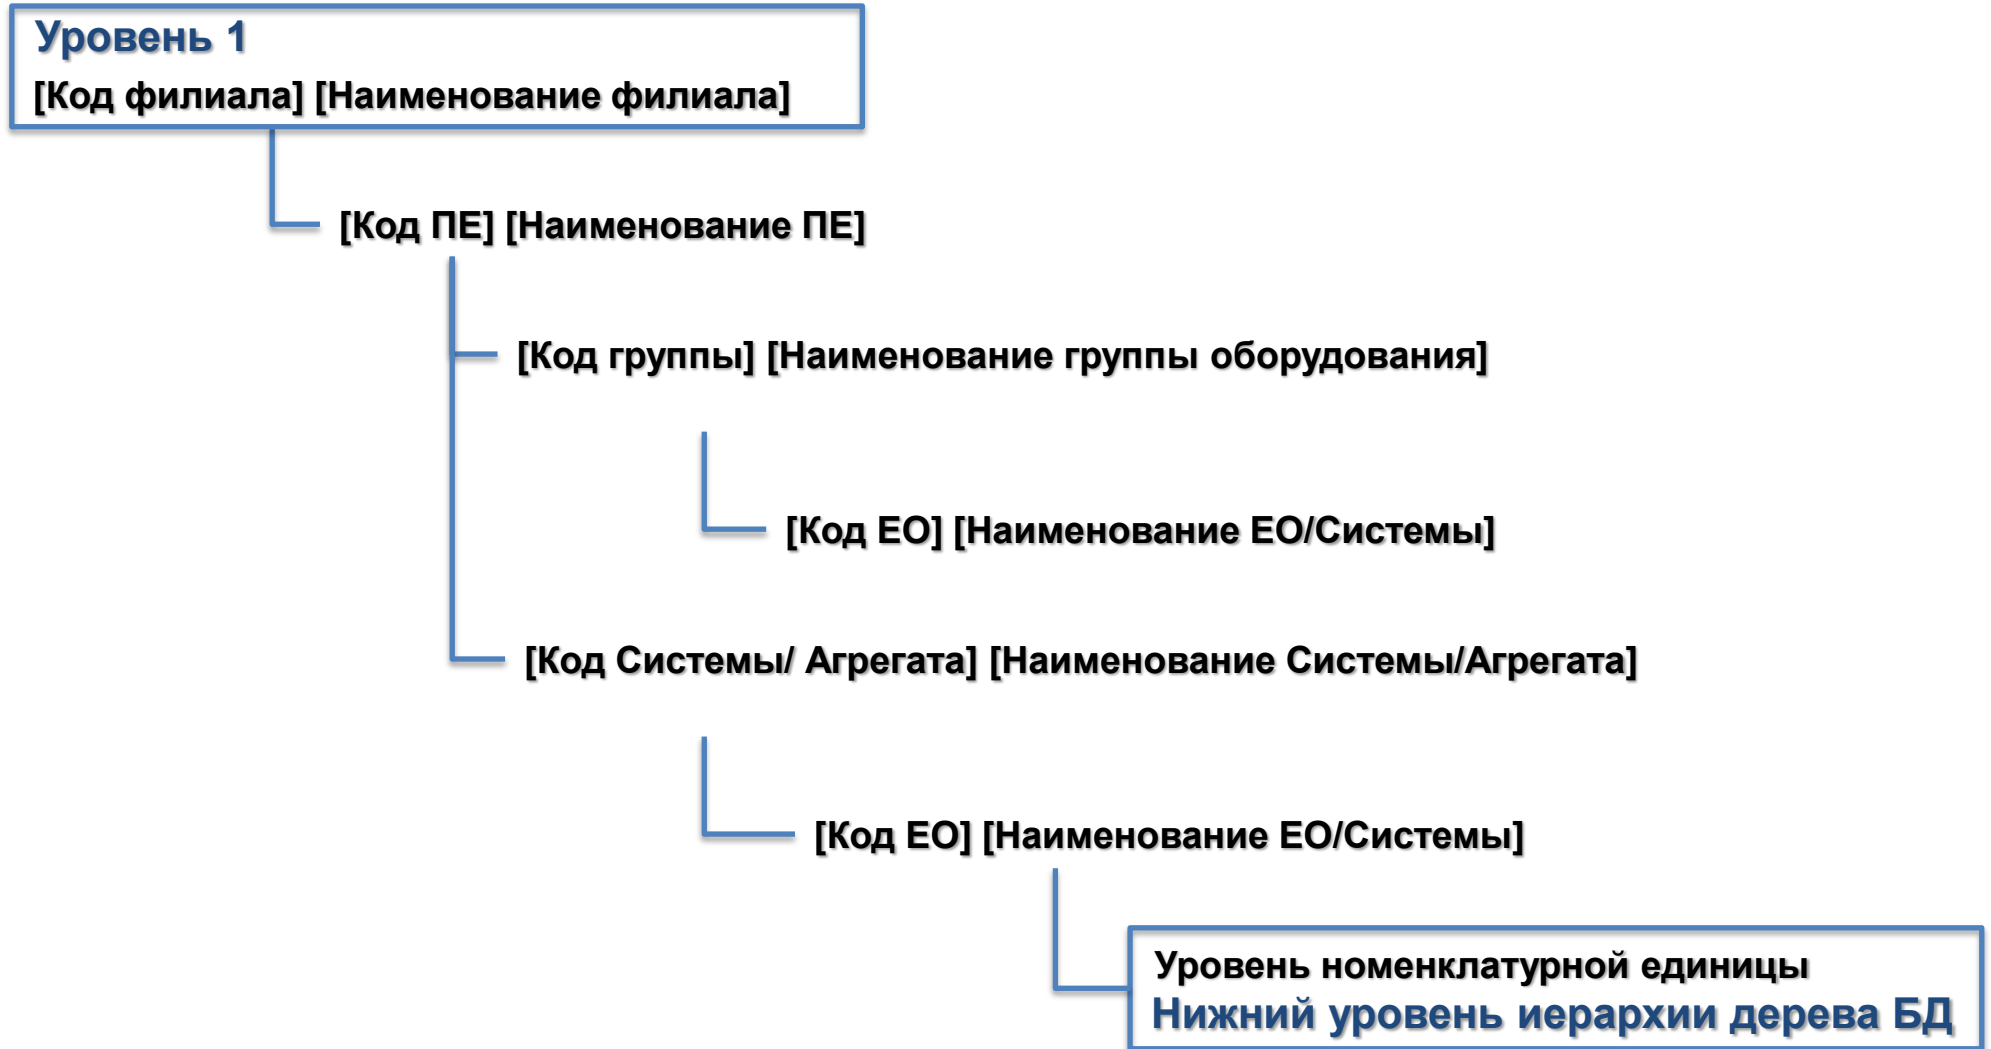 Уровень 1
[Код филиала] [Наименование филиала]
[Код ПЕ] [Наименование ПЕ]
[Код группы] [Наименование группы оборудования]
[Код ЕО] [Наименование ЕО/Системы]
[Код Системы/ Агрегата] [Наименование Системы/Агрегата]
[Код ЕО] [Наименование ЕО/Системы]
Уровень номенклатурной единицы
Нижний уровень иерархии дерева БД